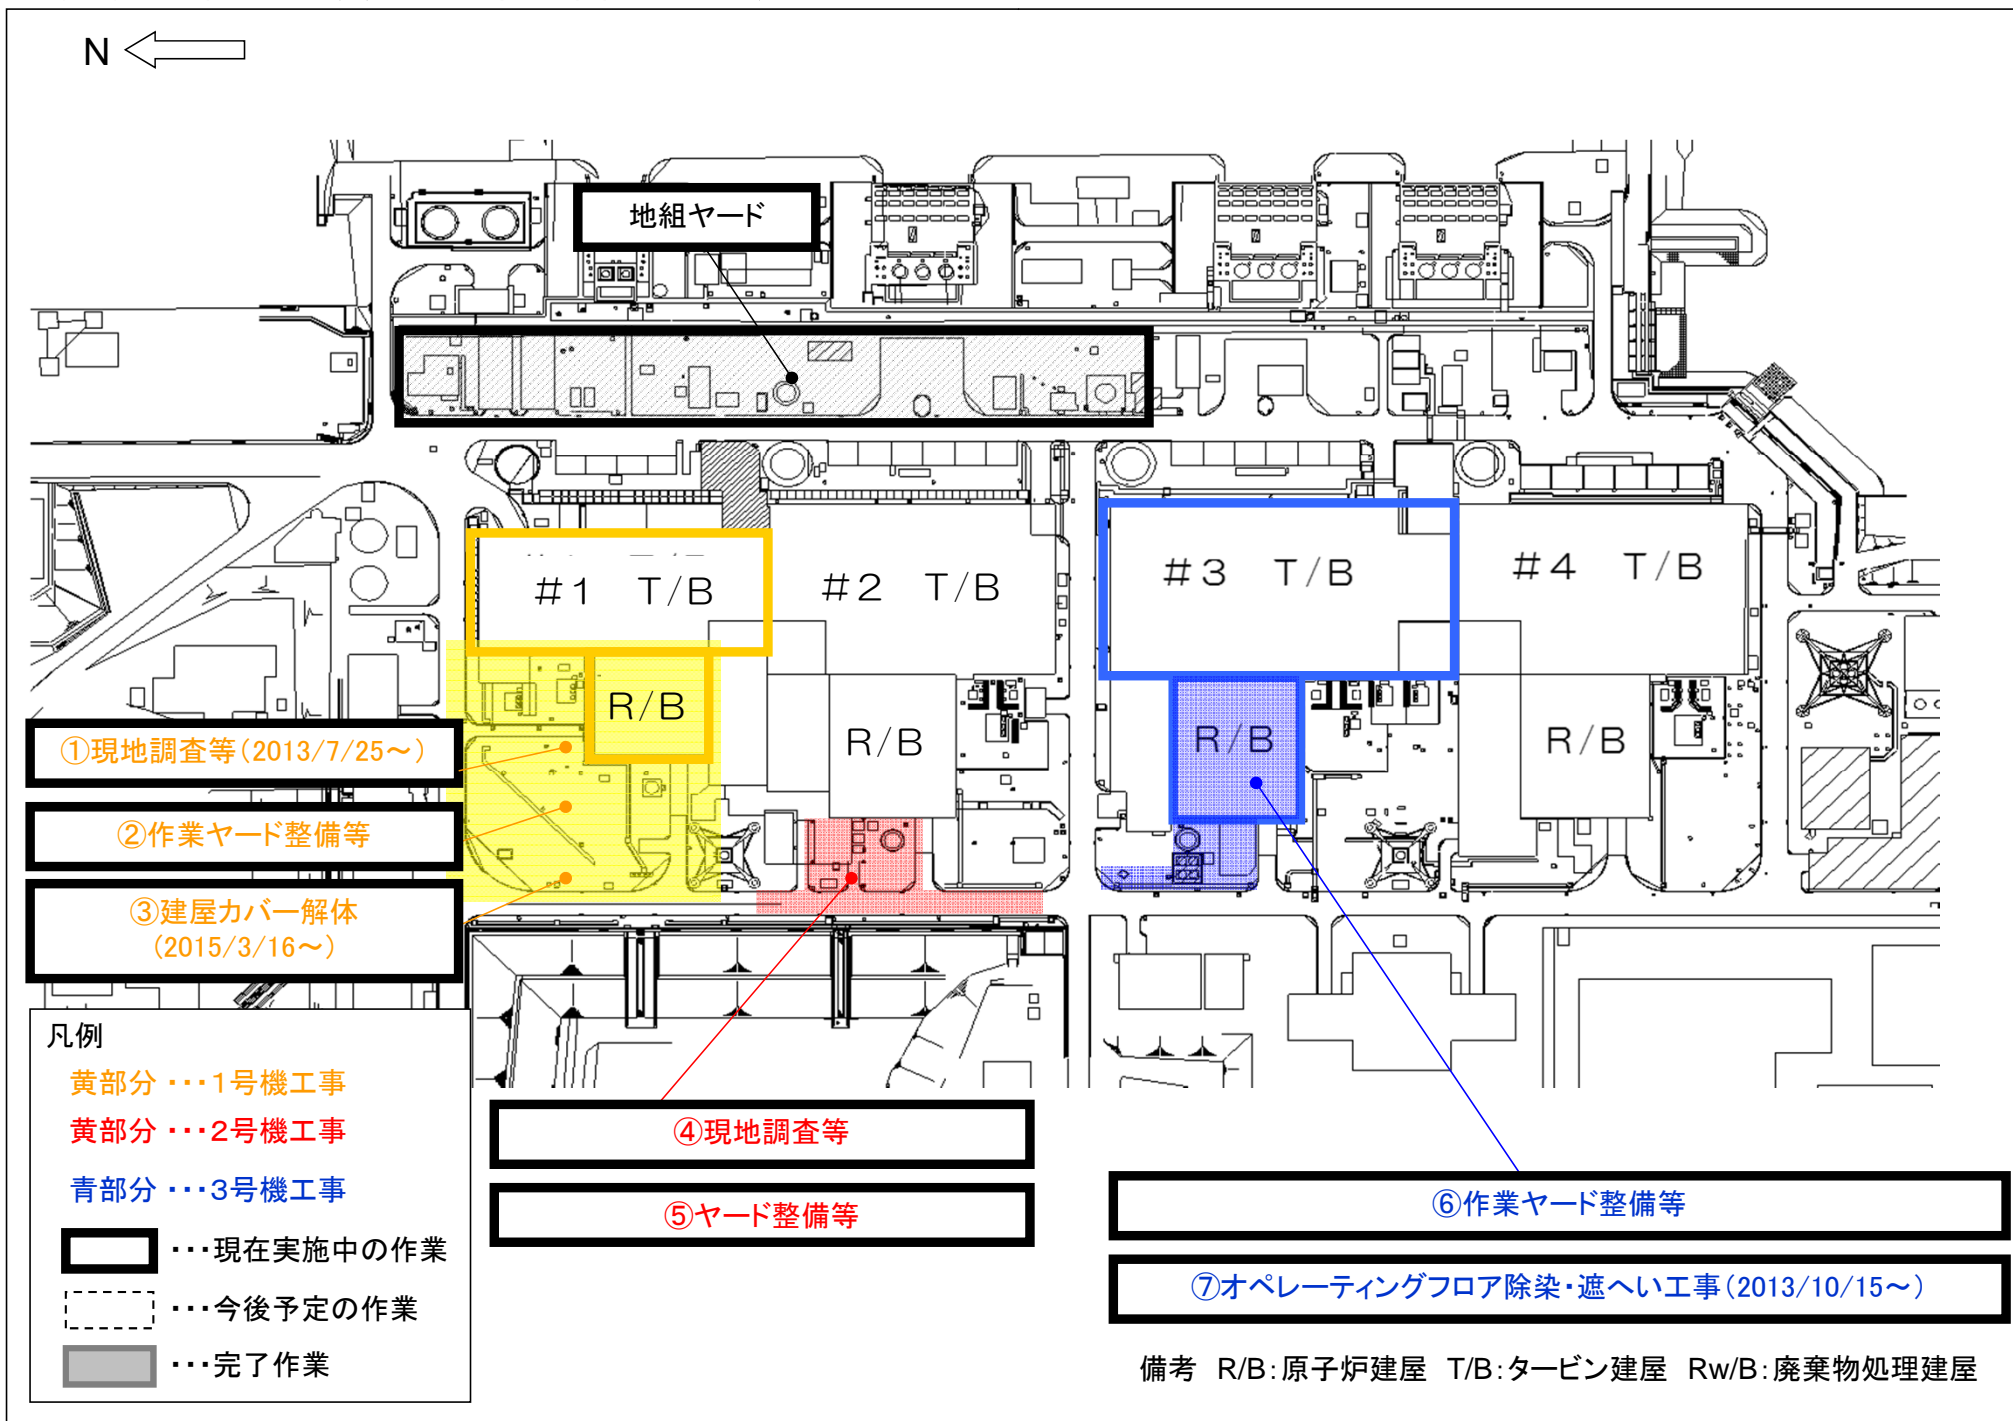 N
地組ヤード
#1 T/B
#2 T/B
#3 T/B
#4 T/B
R/B
R/B
R/B
R/B
①現地調査等(2013/7/25～)
②作業ヤード整備等
③建屋カバー解体
(2015/3/16～)
凡例
黄部分 ･･･1号機工事
黄部分 ･･･2号機工事
青部分 ･･･3号機工事
･･･現在実施中の作業
･･･今後予定の作業
･･･完了作業
④現地調査等
⑤ヤード整備等
⑥作業ヤード整備等
⑦オペレーティングフロア除染･遮へい工事(2013/10/15～)
備考 R/B:原子炉建屋 T/B:タービン建屋 Rw/B:廃棄物処理建屋